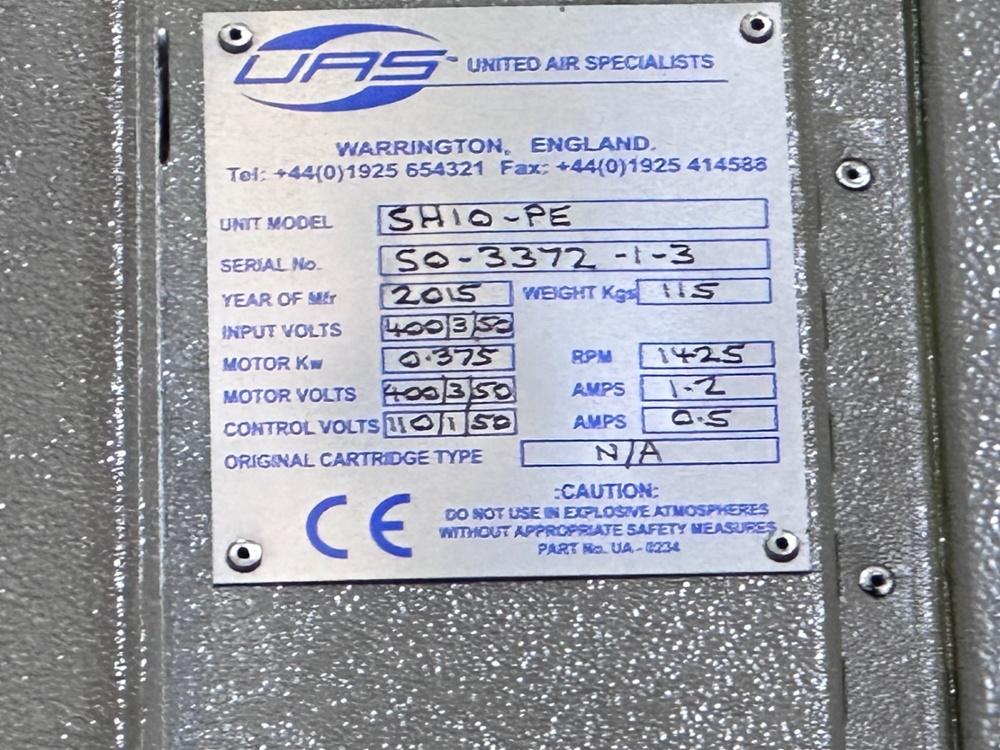 UAS™ UNITED AIR SPECIALISTS
WARRINGTON, ENGLAND.
Tel: +44(0)1925 654321 Fax: +44(0)1925 414588
UNIT MODEL SH10-PE
SERIAL No. SO-3372-1-3
YEAR OF Mfr 2015 WEIGHT Kgs 115
INPUT VOLTS 400/3/50
MOTOR Kw 0.375 RPM 1425
MOTOR VOLTS 400/3/50 AMPS 1.2
CONTROL VOLTS 110/1/50 AMPS 0.5
ORIGINAL CARTRIDGE TYPE N/A
CE
:CAUTION:
DO NOT USE IN EXPLOSIVE ATMOSPHERES
WITHOUT APPROPRIATE SAFETY MEASURES
PART No. UA-0234